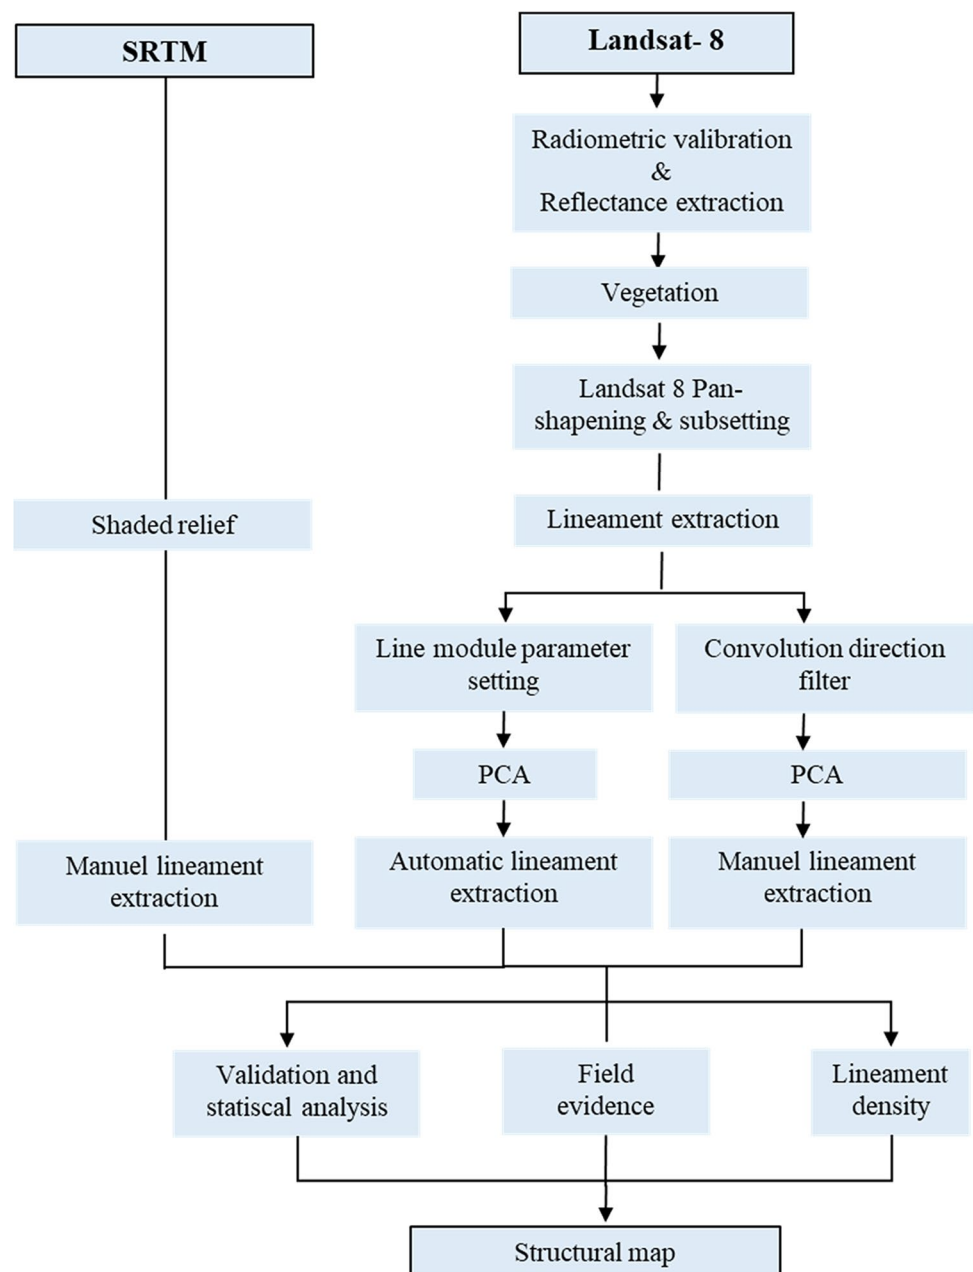 SRTM
Landsat- 8
Radiometric valibration
&
Reflectance extraction
Vegetation
Landsat 8 Pan-
shapening & subsetting
Shaded relief
Lineament extraction
Line module parameter
setting
Convolution direction
filter
PCA
PCA
Manuel lineament
extraction
Automatic lineament
extraction
Manuel lineament
extraction
Validation and
statiscal analysis
Field
evidence
Lineament
density
Structural map